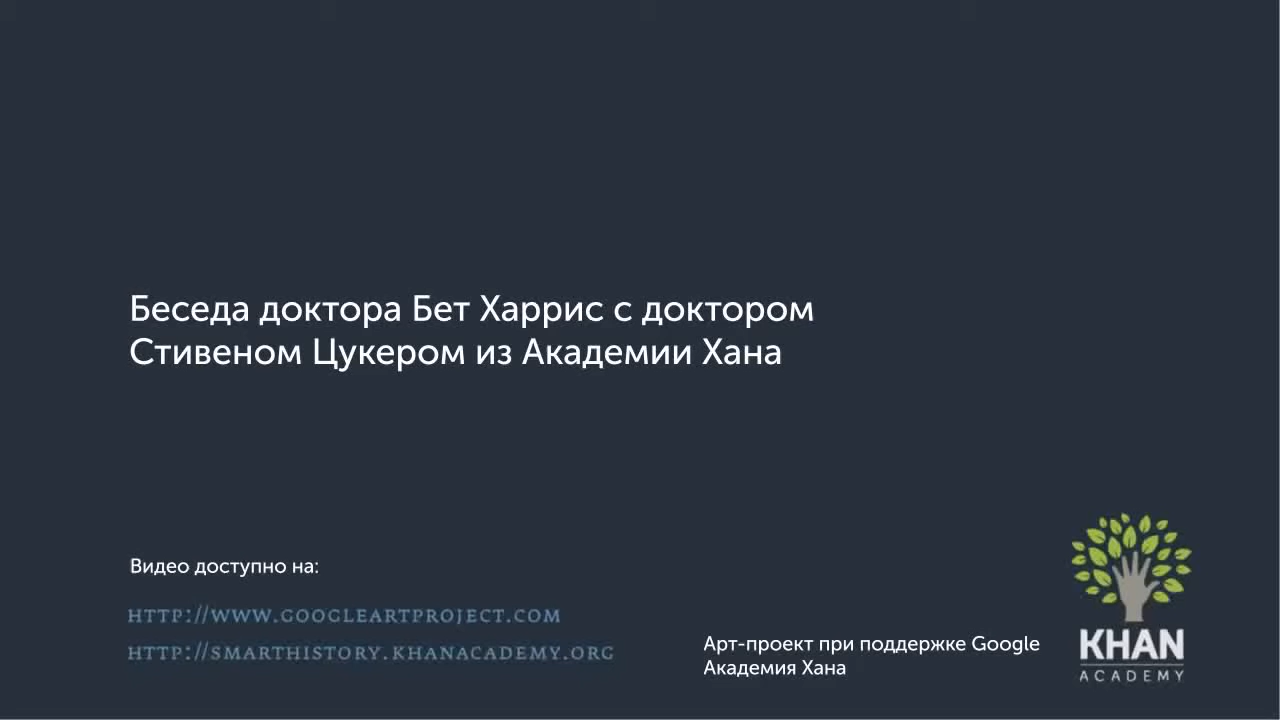 Беседа доктора Бет Харрис с доктором
Стивеном Цукером из Академии Хана
Видео доступно на:
HTTP://WWW.GOOGLEARTPROJECT.COM
HTTP://SMARTHISTORY.KHANACADEMY.ORG
Арт-проект при поддержке Google
Академия Хана
KHAN
ACADEMY